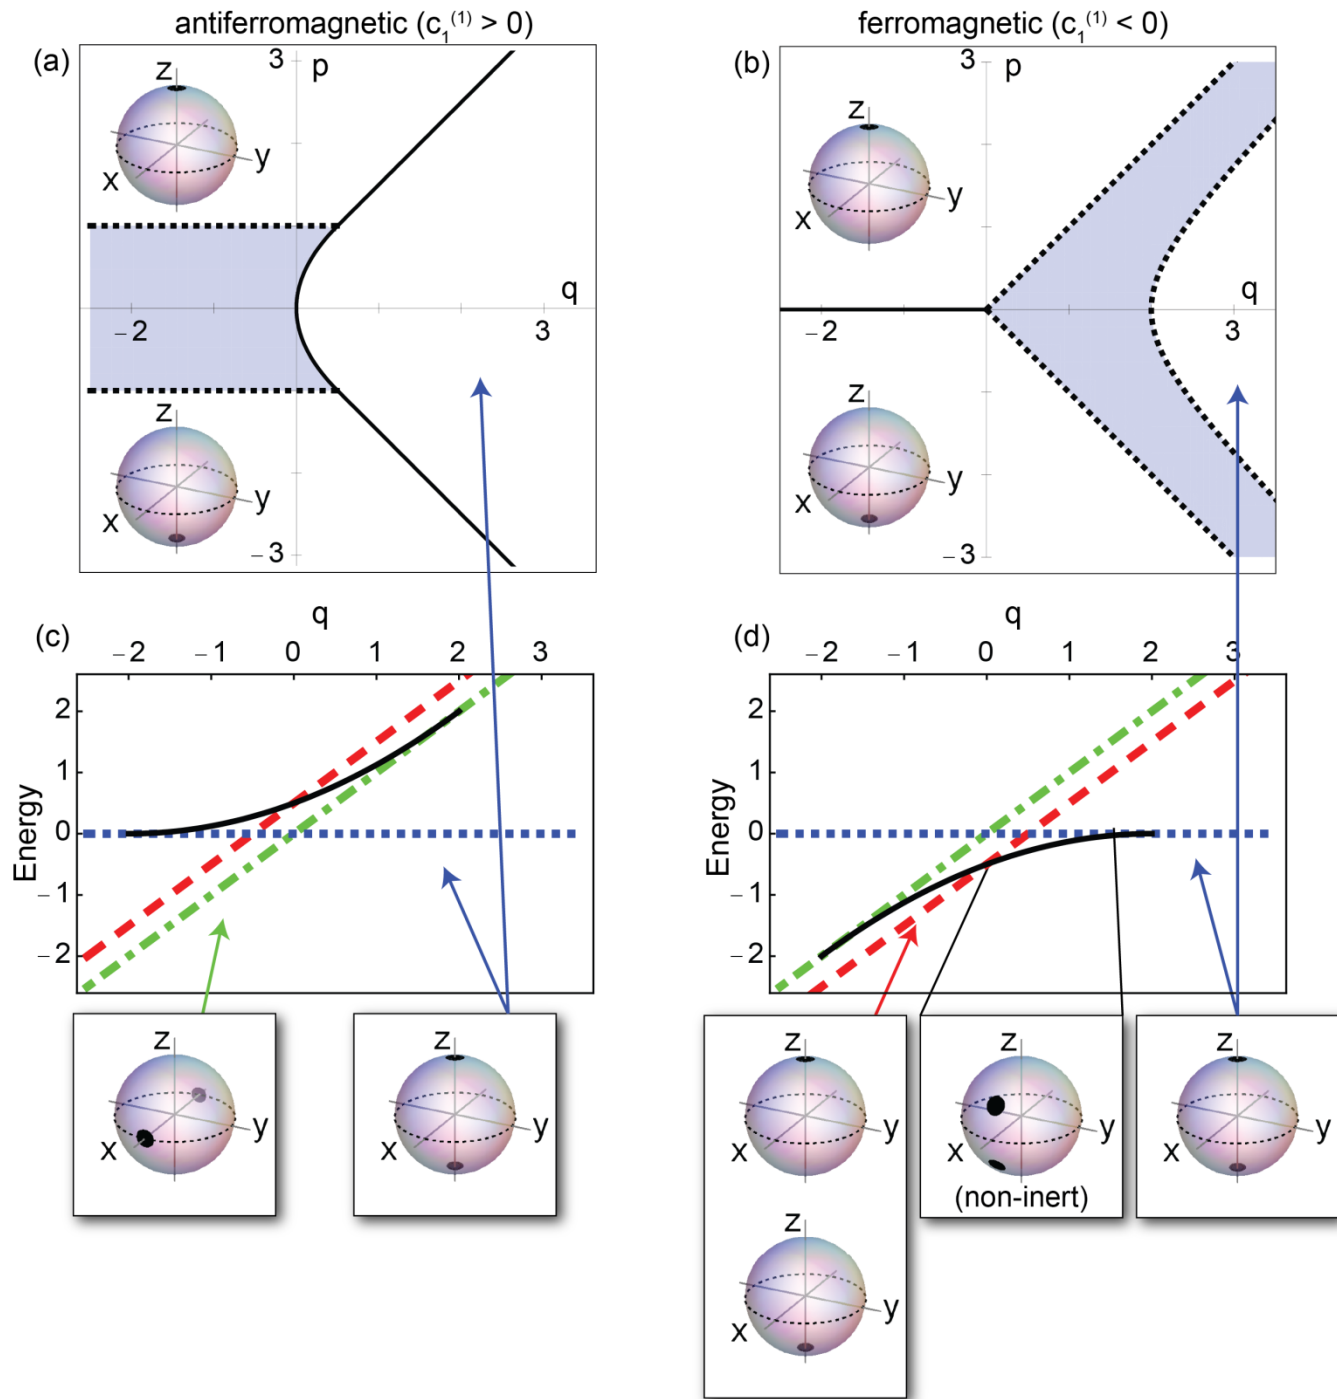 antiferromagnetic (c₁⁽¹⁾ > 0)
ferromagnetic (c₁⁽¹⁾ < 0)
(a)
3
p
z
y
x
q
−2
3
z
y
x
−3
(b)
3
p
z
y
x
q
−2
3
z
y
x
−3
(c)
q
−2 −1 0 1 2 3
2
1
0
−1
−2
Energy
(d)
q
−2 −1 0 1 2 3
2
1
0
−1
−2
Energy
z
y
x
z
y
x
z
y
x
z
y
x
z
y
x
(non-inert)
z
y
x